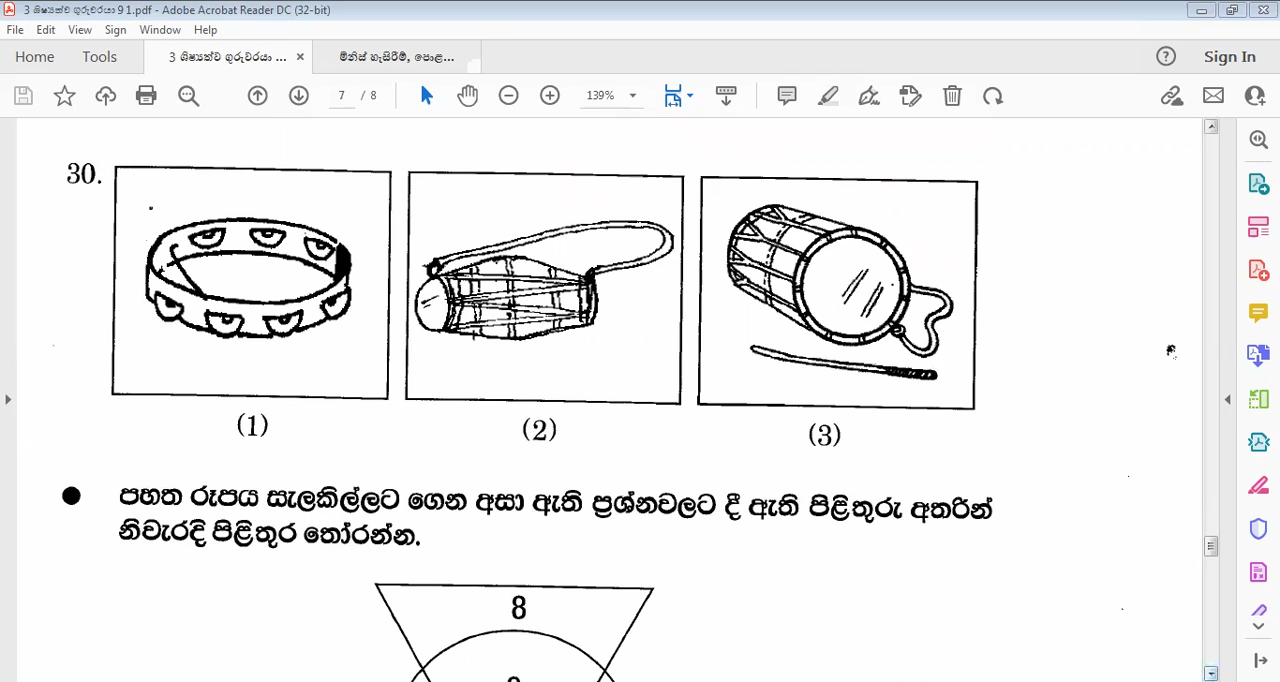 3 ශිෂ්‍යත්ව ගුරුවරයා 9 1.pdf - Adobe Acrobat Reader DC (32-bit)
File Edit View Sign Window Help
Home Tools 3 ශිෂ්‍යත්ව ගුරුවරයා ... × මිනිස් හැසිරීම්, පොළ...
? Sign In
7 / 8 139%
30.
(1) (2) (3)
● පහත රූපය සැලකිල්ලට ගෙන අසා ඇති ප්‍රශ්නවලට දී ඇති පිළිතුරු අතරින්
නිවැරදි පිළිතුර තෝරන්න.
8